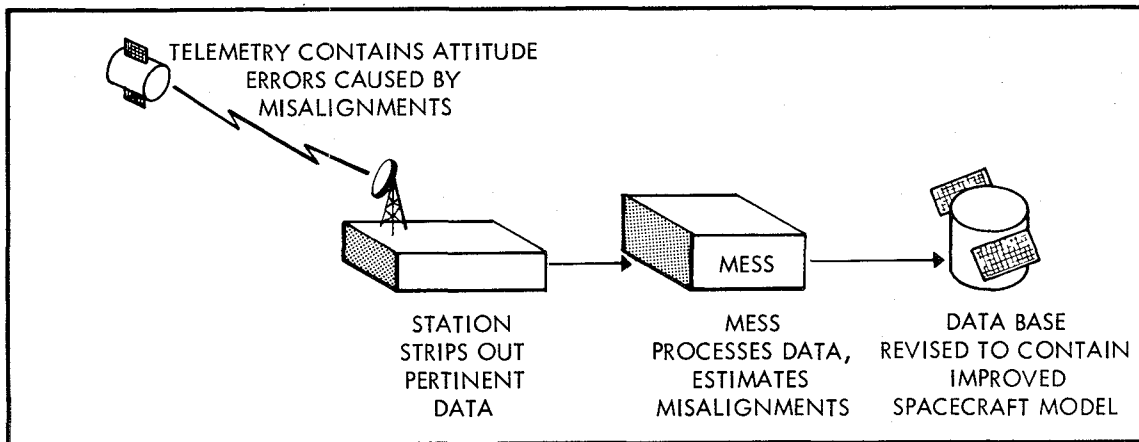 TELEMETRY CONTAINS ATTITUDE
ERRORS CAUSED BY
MISALIGNMENTS
MESS
STATION
STRIPS OUT
PERTINENT
DATA
MESS
PROCESSES DATA,
ESTIMATES
MISALIGNMENTS
DATA BASE
REVISED TO CONTAIN
IMPROVED
SPACECRAFT MODEL